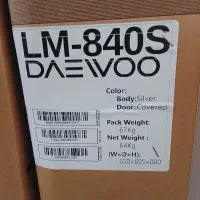 LM-840S
DAEWOO
Color:
Body:Silver
Door:Covered
Pack Weight:
67Kg
Net Weight :
64Kg
(W×D×H):